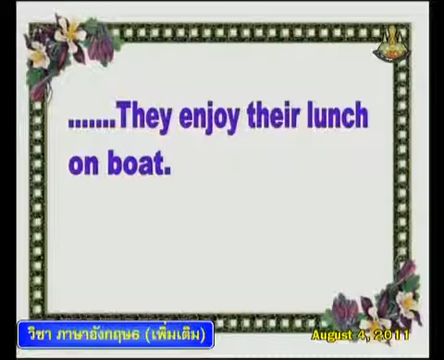 .......They enjoy their lunch
on boat.
วิชา ภาษาอังกฤษ6 (เพิ่มเติม)
August 4, 2011